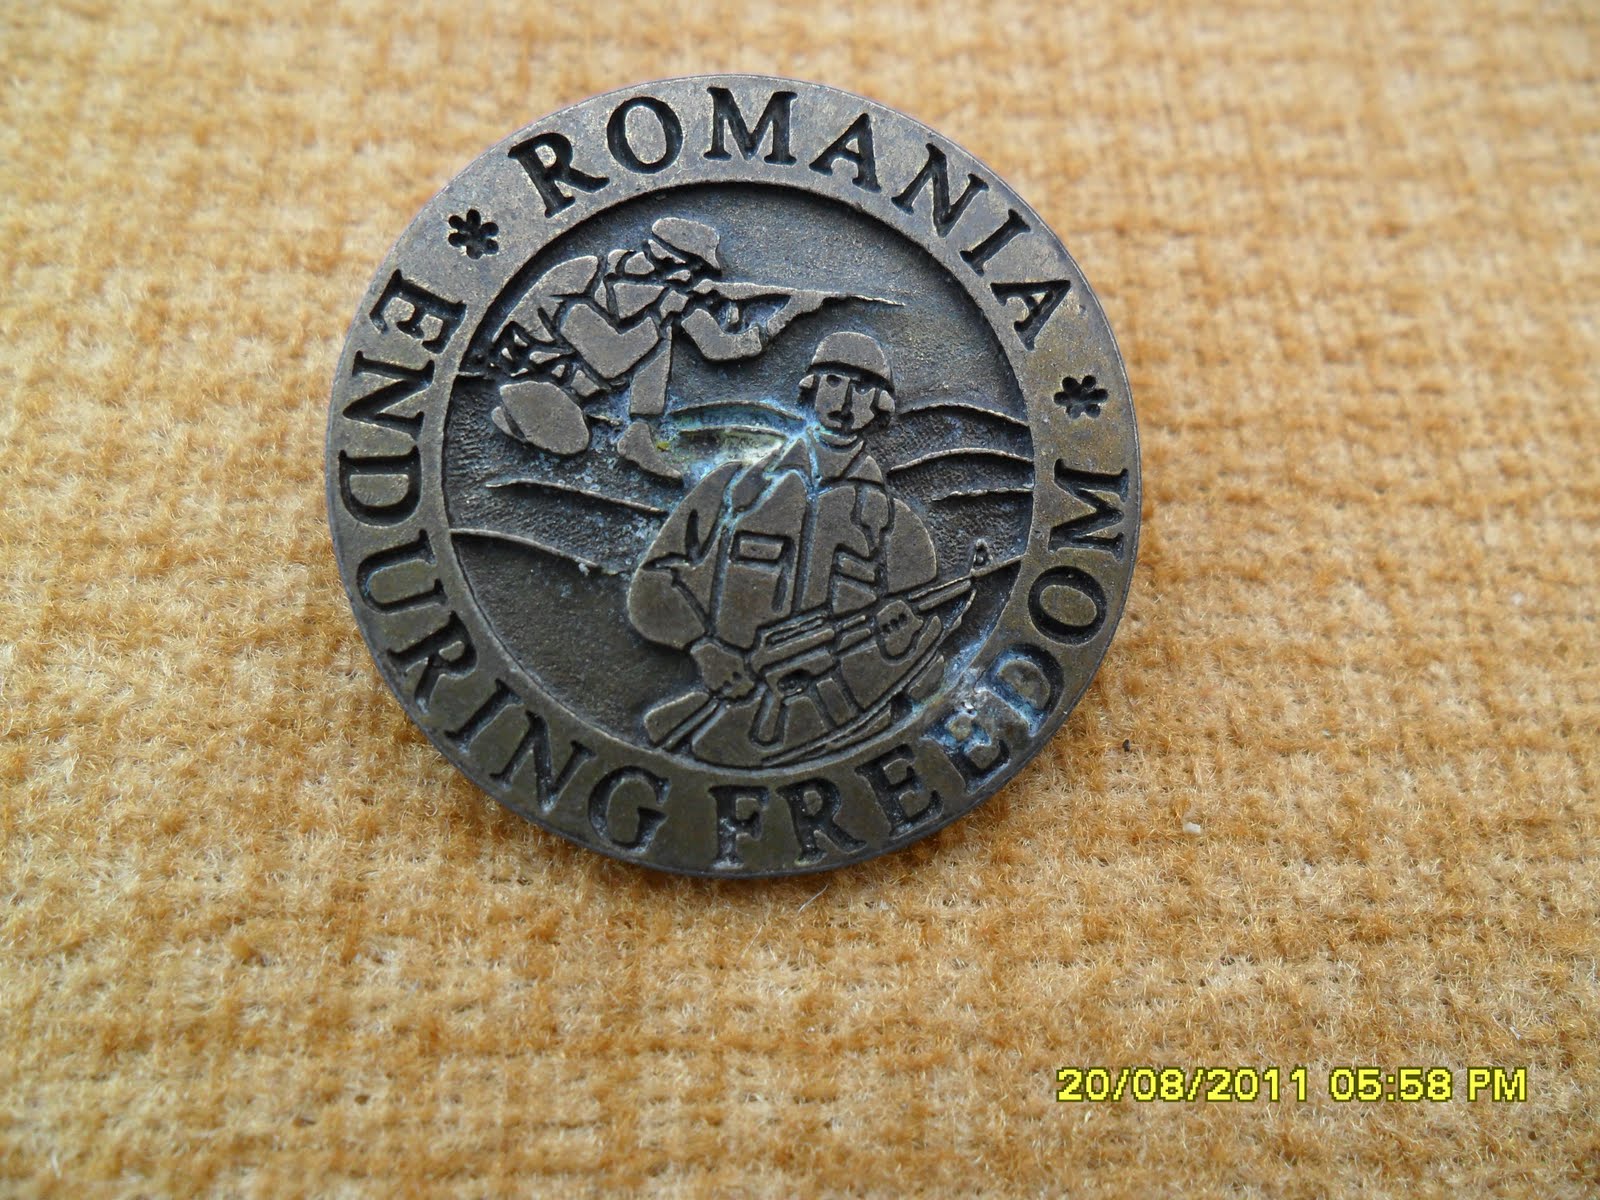 * ROMANIA *
ENDURING FREEDOM
20/08/2011 05:58 PM